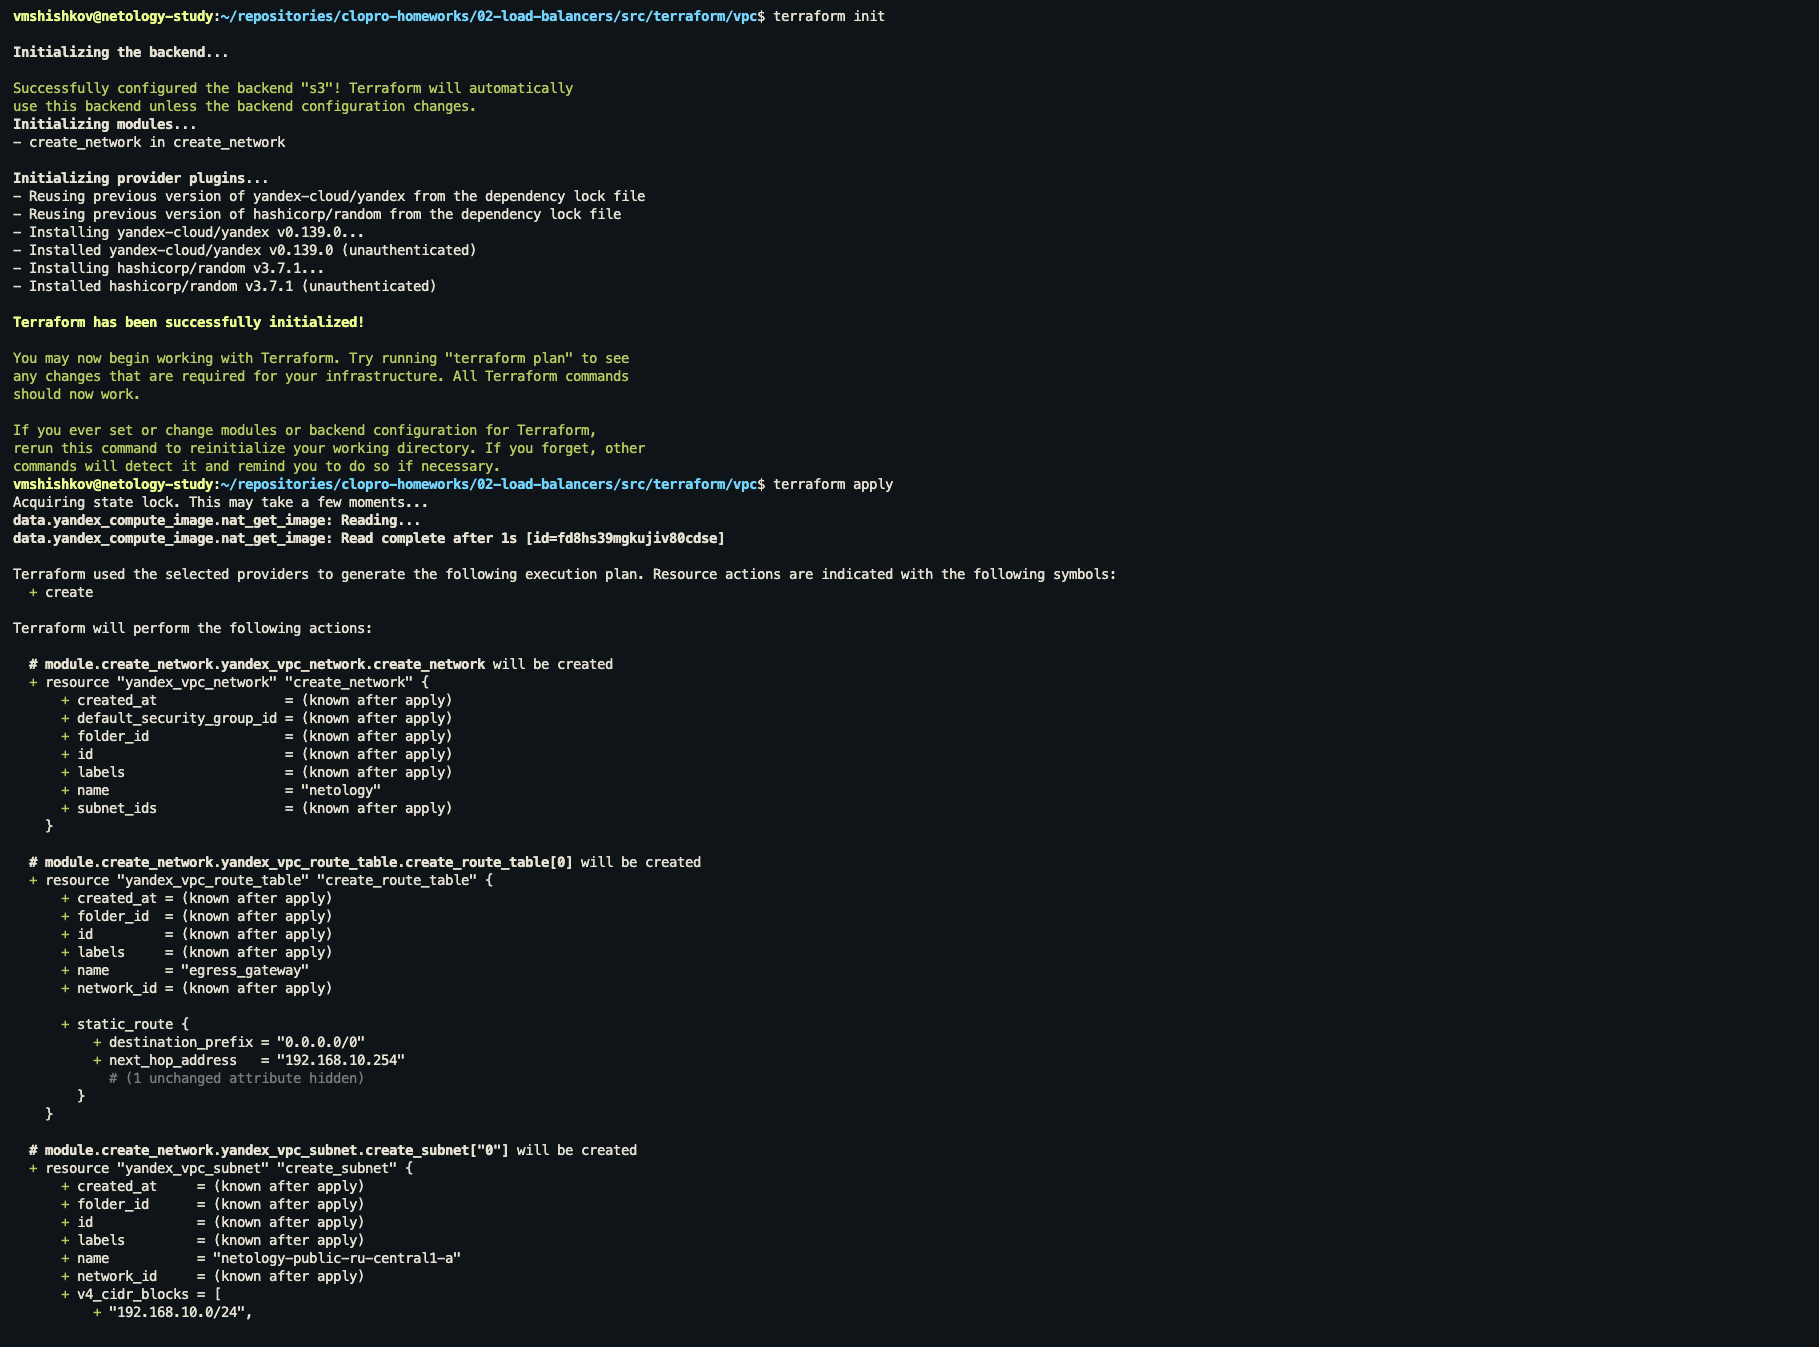 vmshishkov@netology-study:~/repositories/clopro-homeworks/02-load-balancers/src/terraform/vpc$ terraform init
Initializing the backend...
Successfully configured the backend "s3"! Terraform will automatically
use this backend unless the backend configuration changes.
Initializing modules...
- create_network in create_network
Initializing provider plugins...
- Reusing previous version of yandex-cloud/yandex from the dependency lock file
- Reusing previous version of hashicorp/random from the dependency lock file
- Installing yandex-cloud/yandex v0.139.0...
- Installed yandex-cloud/yandex v0.139.0 (unauthenticated)
- Installing hashicorp/random v3.7.1...
- Installed hashicorp/random v3.7.1 (unauthenticated)
Terraform has been successfully initialized!
You may now begin working with Terraform. Try running "terraform plan" to see
any changes that are required for your infrastructure. All Terraform commands
should now work.
If you ever set or change modules or backend configuration for Terraform,
rerun this command to reinitialize your working directory. If you forget, other
commands will detect it and remind you to do so if necessary.
vmshishkov@netology-study:~/repositories/clopro-homeworks/02-load-balancers/src/terraform/vpc$ terraform apply
Acquiring state lock. This may take a few moments...
data.yandex_compute_image.nat_get_image: Reading...
data.yandex_compute_image.nat_get_image: Read complete after 1s [id=fd8hs39mgkujiv80cdse]
Terraform used the selected providers to generate the following execution plan. Resource actions are indicated with the following symbols:
  + create
Terraform will perform the following actions:
  # module.create_network.yandex_vpc_network.create_network will be created
  + resource "yandex_vpc_network" "create_network" {
      + created_at                = (known after apply)
      + default_security_group_id = (known after apply)
      + folder_id                 = (known after apply)
      + id                        = (known after apply)
      + labels                    = (known after apply)
      + name                      = "netology"
      + subnet_ids                = (known after apply)
    }
  # module.create_network.yandex_vpc_route_table.create_route_table[0] will be created
  + resource "yandex_vpc_route_table" "create_route_table" {
      + created_at = (known after apply)
      + folder_id  = (known after apply)
      + id         = (known after apply)
      + labels     = (known after apply)
      + name       = "egress_gateway"
      + network_id = (known after apply)
      + static_route {
          + destination_prefix = "0.0.0.0/0"
          + next_hop_address   = "192.168.10.254"
            # (1 unchanged attribute hidden)
        }
    }
  # module.create_network.yandex_vpc_subnet.create_subnet["0"] will be created
  + resource "yandex_vpc_subnet" "create_subnet" {
      + created_at     = (known after apply)
      + folder_id      = (known after apply)
      + id             = (known after apply)
      + labels         = (known after apply)
      + name           = "netology-public-ru-central1-a"
      + network_id     = (known after apply)
      + v4_cidr_blocks = [
          + "192.168.10.0/24",